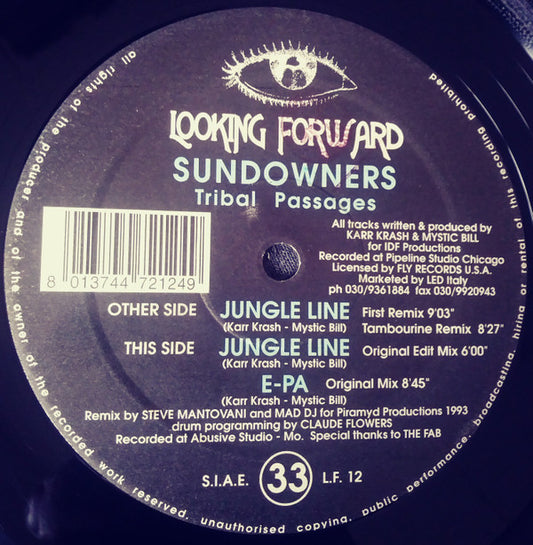 LOOKING FORWARD
SUNDOWNERS
Tribal Passages
All tracks written & produced by
KARR KRASH & MYSTIC BILL
for IDF Productions
Recorded at Pipeline Studio Chicago
Licensed by FLY RECORDS U.S.A.
Marketed by LED Italy
ph 030/9361884 fax 030/9920943
8 013744 721249
OTHER SIDE JUNGLE LINE First Remix 9'03"
(Karr Krash - Mystic Bill) Tambourine Remix 8'27"
THIS SIDE JUNGLE LINE Original Edit Mix 6'00"
(Karr Krash - Mystic Bill)
E-PA Original Mix 8'45"
(Karr Krash - Mystic Bill)
Remix by STEVE MANTOVANI and MAD DJ for Piramyd Productions 1993
drum programming by CLAUDE FLOWERS
Recorded at Abusive Studio - Mo. Special thanks to THE FAB
S.I.A.E. 33 L.F. 12
all rights of the producer and of the owner of the recorded work reserved. unauthorised copying. public performance. broadcasting. hiring or rental of this recording prohibited